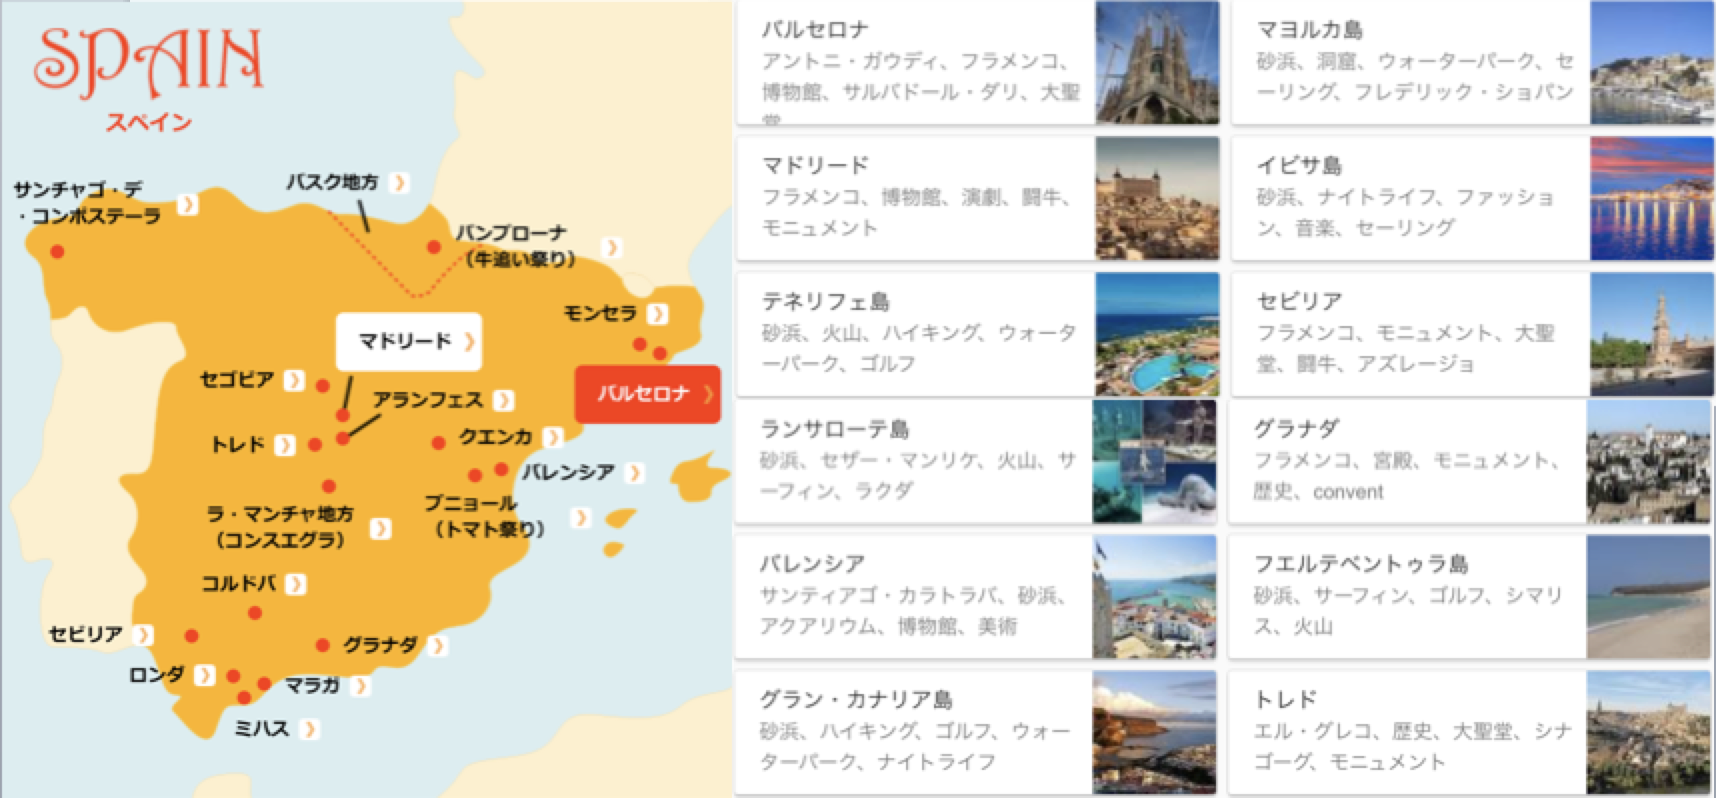 SPAIN
スペイン
サンチャゴ・デ
・コンポステーラ
バスク地方
パンプローナ
（牛追い祭り）
モンセラ
マドリード
バルセロナ
セゴビア
アランフェス
トレド
クエンカ
バレンシア
ラ・マンチャ地方
（コンスエグラ）
ブニョール
（トマト祭り）
コルドバ
セビリア
グラナダ
ロンダ
マラガ
ミハス
バルセロナ
アントニ・ガウディ、フラメンコ、
博物館、サルバドール・ダリ、大聖
堂
マヨルカ島
砂浜、洞窟、ウォーターパーク、セ
ーリング、フレデリック・ショパン
マドリード
フラメンコ、博物館、演劇、闘牛、
モニュメント
イビサ島
砂浜、ナイトライフ、ファッショ
ン、音楽、セーリング
テネリフェ島
砂浜、火山、ハイキング、ウォータ
ーパーク、ゴルフ
セビリア
フラメンコ、モニュメント、大聖
堂、闘牛、アズレージョ
ランサローテ島
砂浜、セザー・マンリケ、火山、サ
ーフィン、ラクダ
グラナダ
フラメンコ、宮殿、モニュメント、
歴史、convent
バレンシア
サンティアゴ・カラトラバ、砂浜、
アクアリウム、博物館、美術
フエルテベントゥラ島
砂浜、サーフィン、ゴルフ、シマリ
ス、火山
グラン・カナリア島
砂浜、ハイキング、ゴルフ、ウォー
ターパーク、ナイトライフ
トレド
エル・グレコ、歴史、大聖堂、シナ
ゴーグ、モニュメント